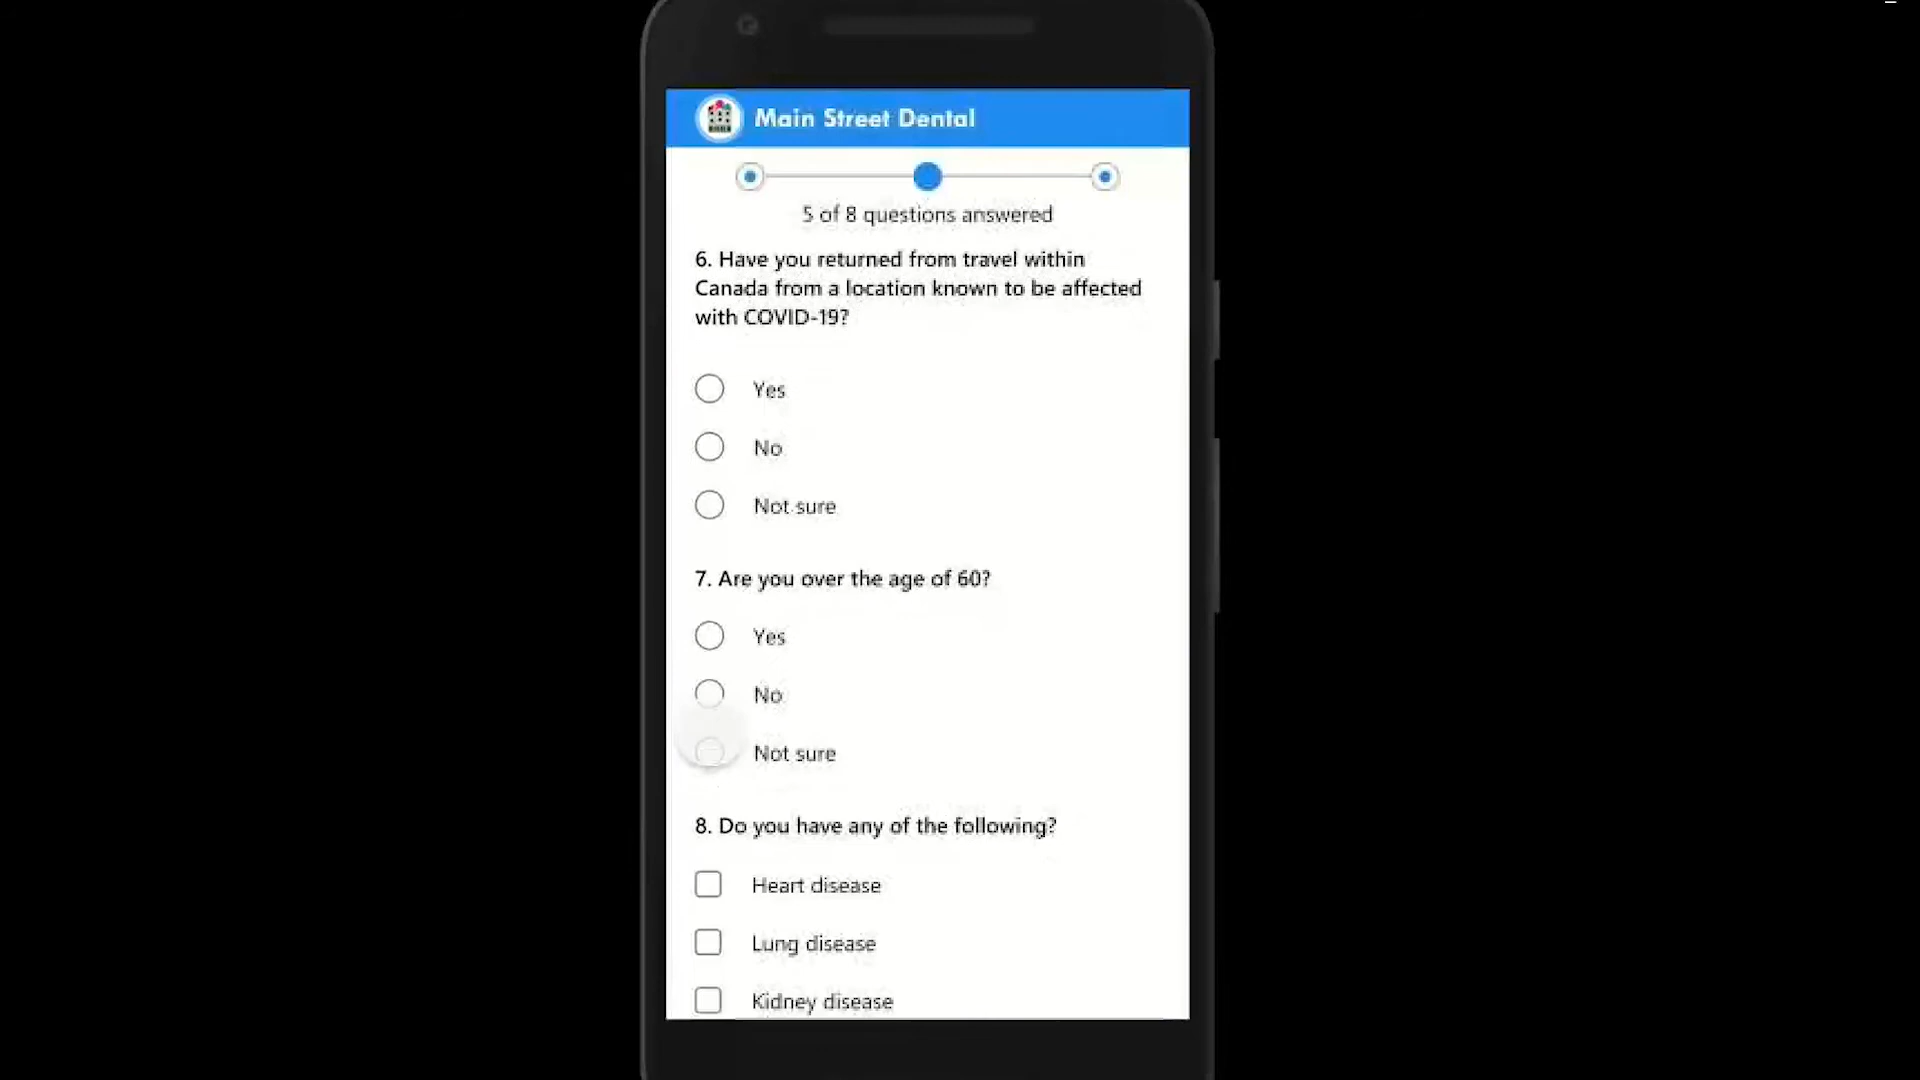 Main Street Dental
5 of 8 questions answered
6. Have you returned from travel within
Canada from a location known to be affected
with COVID-19?
Yes
No
Not sure
7. Are you over the age of 60?
Yes
No
Not sure
8. Do you have any of the following?
Heart disease
Lung disease
Kidney disease